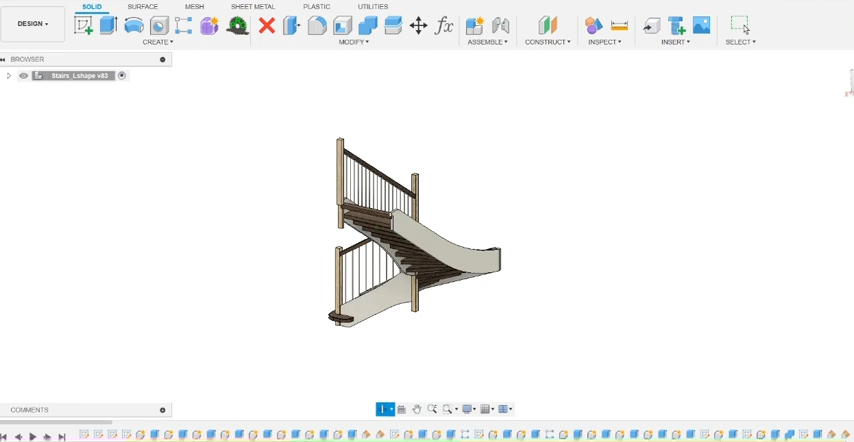 SOLID SURFACE MESH SHEET METAL PLASTIC UTILITIES
DESIGN
CREATE MODIFY ASSEMBLE CONSTRUCT INSPECT INSERT SELECT
BROWSER
Stairs_Lshape v83
COMMENTS